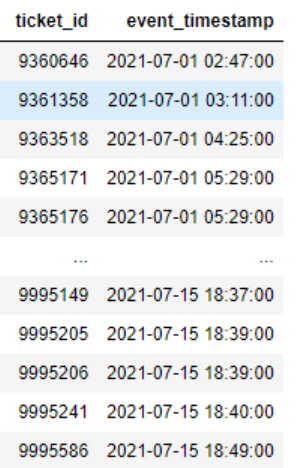 ticket_id event_timestamp
9360646 2021-07-01 02:47:00
9361358 2021-07-01 03:11:00
9363518 2021-07-01 04:25:00
9365171 2021-07-01 05:29:00
9365176 2021-07-01 05:29:00
... ...
9995149 2021-07-15 18:37:00
9995205 2021-07-15 18:39:00
9995206 2021-07-15 18:39:00
9995241 2021-07-15 18:40:00
9995586 2021-07-15 18:49:00